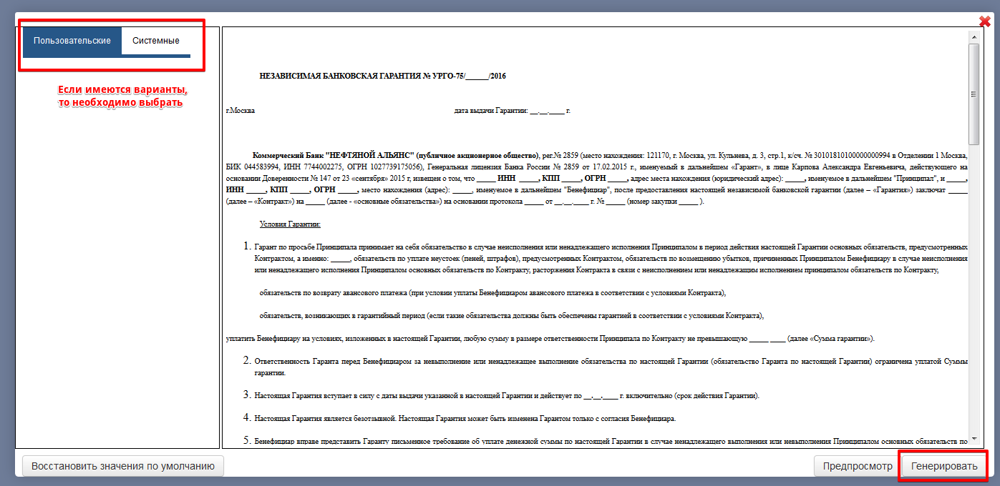 Пользовательские Системные
Если имеются варианты,
то необходимо выбрать
НЕЗАВИСИМАЯ БАНКОВСКАЯ ГАРАНТИЯ № УРГО-75/______/2016
г.Москва дата выдачи Гарантии: __.__.____ г.
Коммерческий Банк "НЕФТЯНОЙ АЛЬЯНС" (публичное акционерное общество), рег.№ 2859 (место нахождения: 121170, г. Москва, ул. Кульнева, д. 3, стр.1, к/сч. № 30101810100000000994 в Отделении 1 Москва,
БИК 044583994, ИНН 7744002275, ОГРН 1027739175056), Генеральная лицензия Банка России № 2859 от 17.02.2015 г., именуемый в дальнейшем «Гарант», в лице Карпова Александра Евгеньевича, действующего на
основании Доверенности № 147 от 23 «сентября» 2015 г, извещен о том, что _____ ИНН _____, КПП _____, ОГРН _____, адрес места нахождения (юридический адрес): _____, именуемое в дальнейшем "Принципал", и _____,
ИНН _____, КПП _____, ОГРН _____, место нахождения (адрес): _____, именуемое в дальнейшем "Бенефициар", после предоставления настоящей независимой банковской гарантии (далее – «Гарантия») заключат _____
(далее – «Контракт») на _____ (далее - «основные обязательства») на основании протокола _____ от __.__.____ г. № _____ (номер закупки _____ ).
Условия Гарантии:
1. Гарант по просьбе Принципала принимает на себя обязательство в случае неисполнения или ненадлежащего исполнения Принципалом в период действия настоящей Гарантии основных обязательств, предусмотренных
Контрактом, а именно: _____, обязательств по уплате неустоек (пеней, штрафов), предусмотренных Контрактом, обязательств по возмещению убытков, причиненных Принципалом Бенефициару в случае неисполнения
или ненадлежащего исполнения Принципалом основных обязательств по Контракту, расторжения Контракта в связи с неисполнением или ненадлежащим исполнением принципалом обязательств по Контракту,
обязательств по возврату авансового платежа (при условии уплаты Бенефициаром авансового платежа в соответствии с условиями Контракта),
обязательств, возникающих в гарантийный период (если такие обязательства должны быть обеспечены гарантией в соответствии с условиями Контракта),
уплатить Бенефициару на условиях, изложенных в настоящей Гарантии, любую сумму в размере ответственности Принципала по Контракту не превышающую _____ ____ (далее «Сумма гарантии»).
2. Ответственность Гаранта перед Бенефициаром за невыполнение или ненадлежащее выполнение обязательства по настоящей Гарантии (обязательство Гаранта по настоящей Гарантии) ограничена уплатой Суммы
гарантии.
3. Настоящая Гарантия вступает в силу с даты выдачи указанной в настоящей Гарантии и действует по __.__.____ г. включительно (срок действия Гарантии).
4. Настоящая Гарантия является безотзывной. Настоящая Гарантия может быть изменена Гарантом только с согласия Бенефициара.
5. Бенефициар вправе представить Гаранту письменное требование об уплате денежной суммы по настоящей Гарантии в случае ненадлежащего выполнения или невыполнения Принципалом основных обязательств по
Восстановить значения по умолчанию Предпросмотр Генерировать